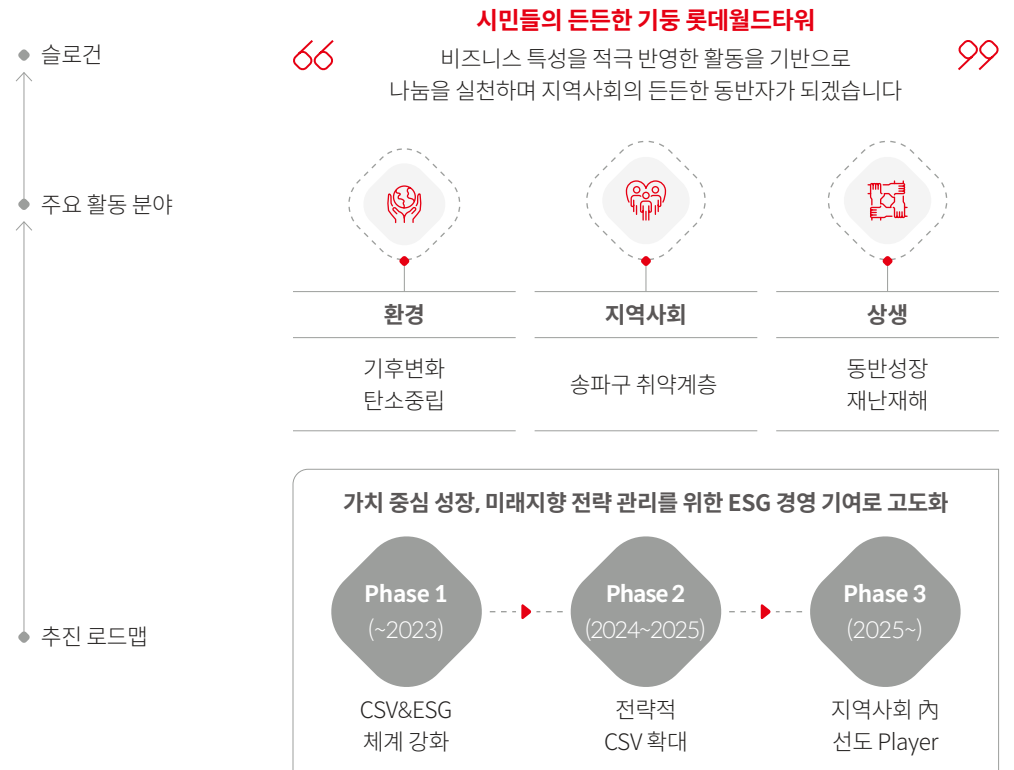 시민들의 든든한 기둥 롯데월드타워
슬로건
비즈니스 특성을 적극 반영한 활동을 기반으로
나눔을 실천하며 지역사회의 든든한 동반자가 되겠습니다
주요 활동 분야
환경
지역사회
상생
기후변화
탄소중립
송파구 취약계층
동반성장
재난재해
가치 중심 성장, 미래지향 전략 관리를 위한 ESG 경영 기여로 고도화
추진 로드맵
Phase 1
(~2023)
Phase 2
(2024~2025)
Phase 3
(2025~)
CSV&ESG
체계 강화
전략적
CSV 확대
지역사회 內
선도 Player